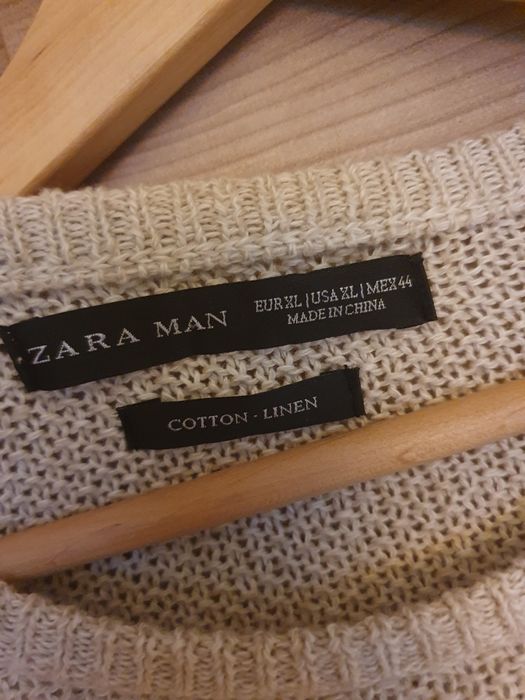 ZARA MAN
EUR XL | USA XL | MEX 44
MADE IN CHINA
COTTON - LINEN